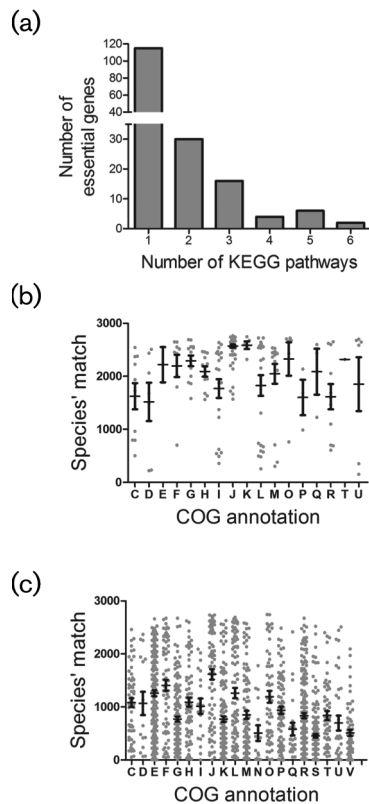 (a)
Number of
essential genes
120
100
80
60
40
30
20
10
0
1 2 3 4 5 6
Number of KEGG pathways
(b)
Species' match
3000
2000
1000
0
C D E F G H I J K L M O P Q R T U
COG annotation
(c)
Species' match
3000
2000
1000
0
C D E F G H I J K L M N O P Q R S T U V
COG annotation